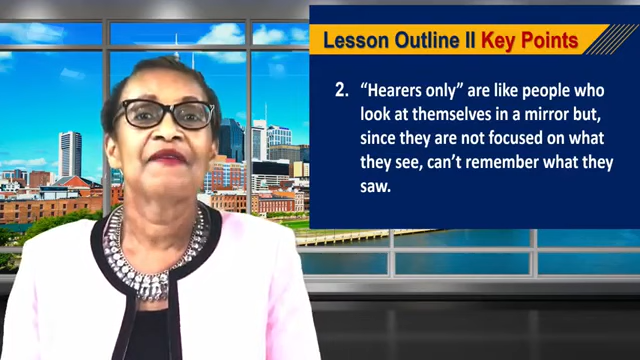 Lesson Outline II Key Points
2. “Hearers only” are like people who
look at themselves in a mirror but,
since they are not focused on what
they see, can’t remember what they
saw.